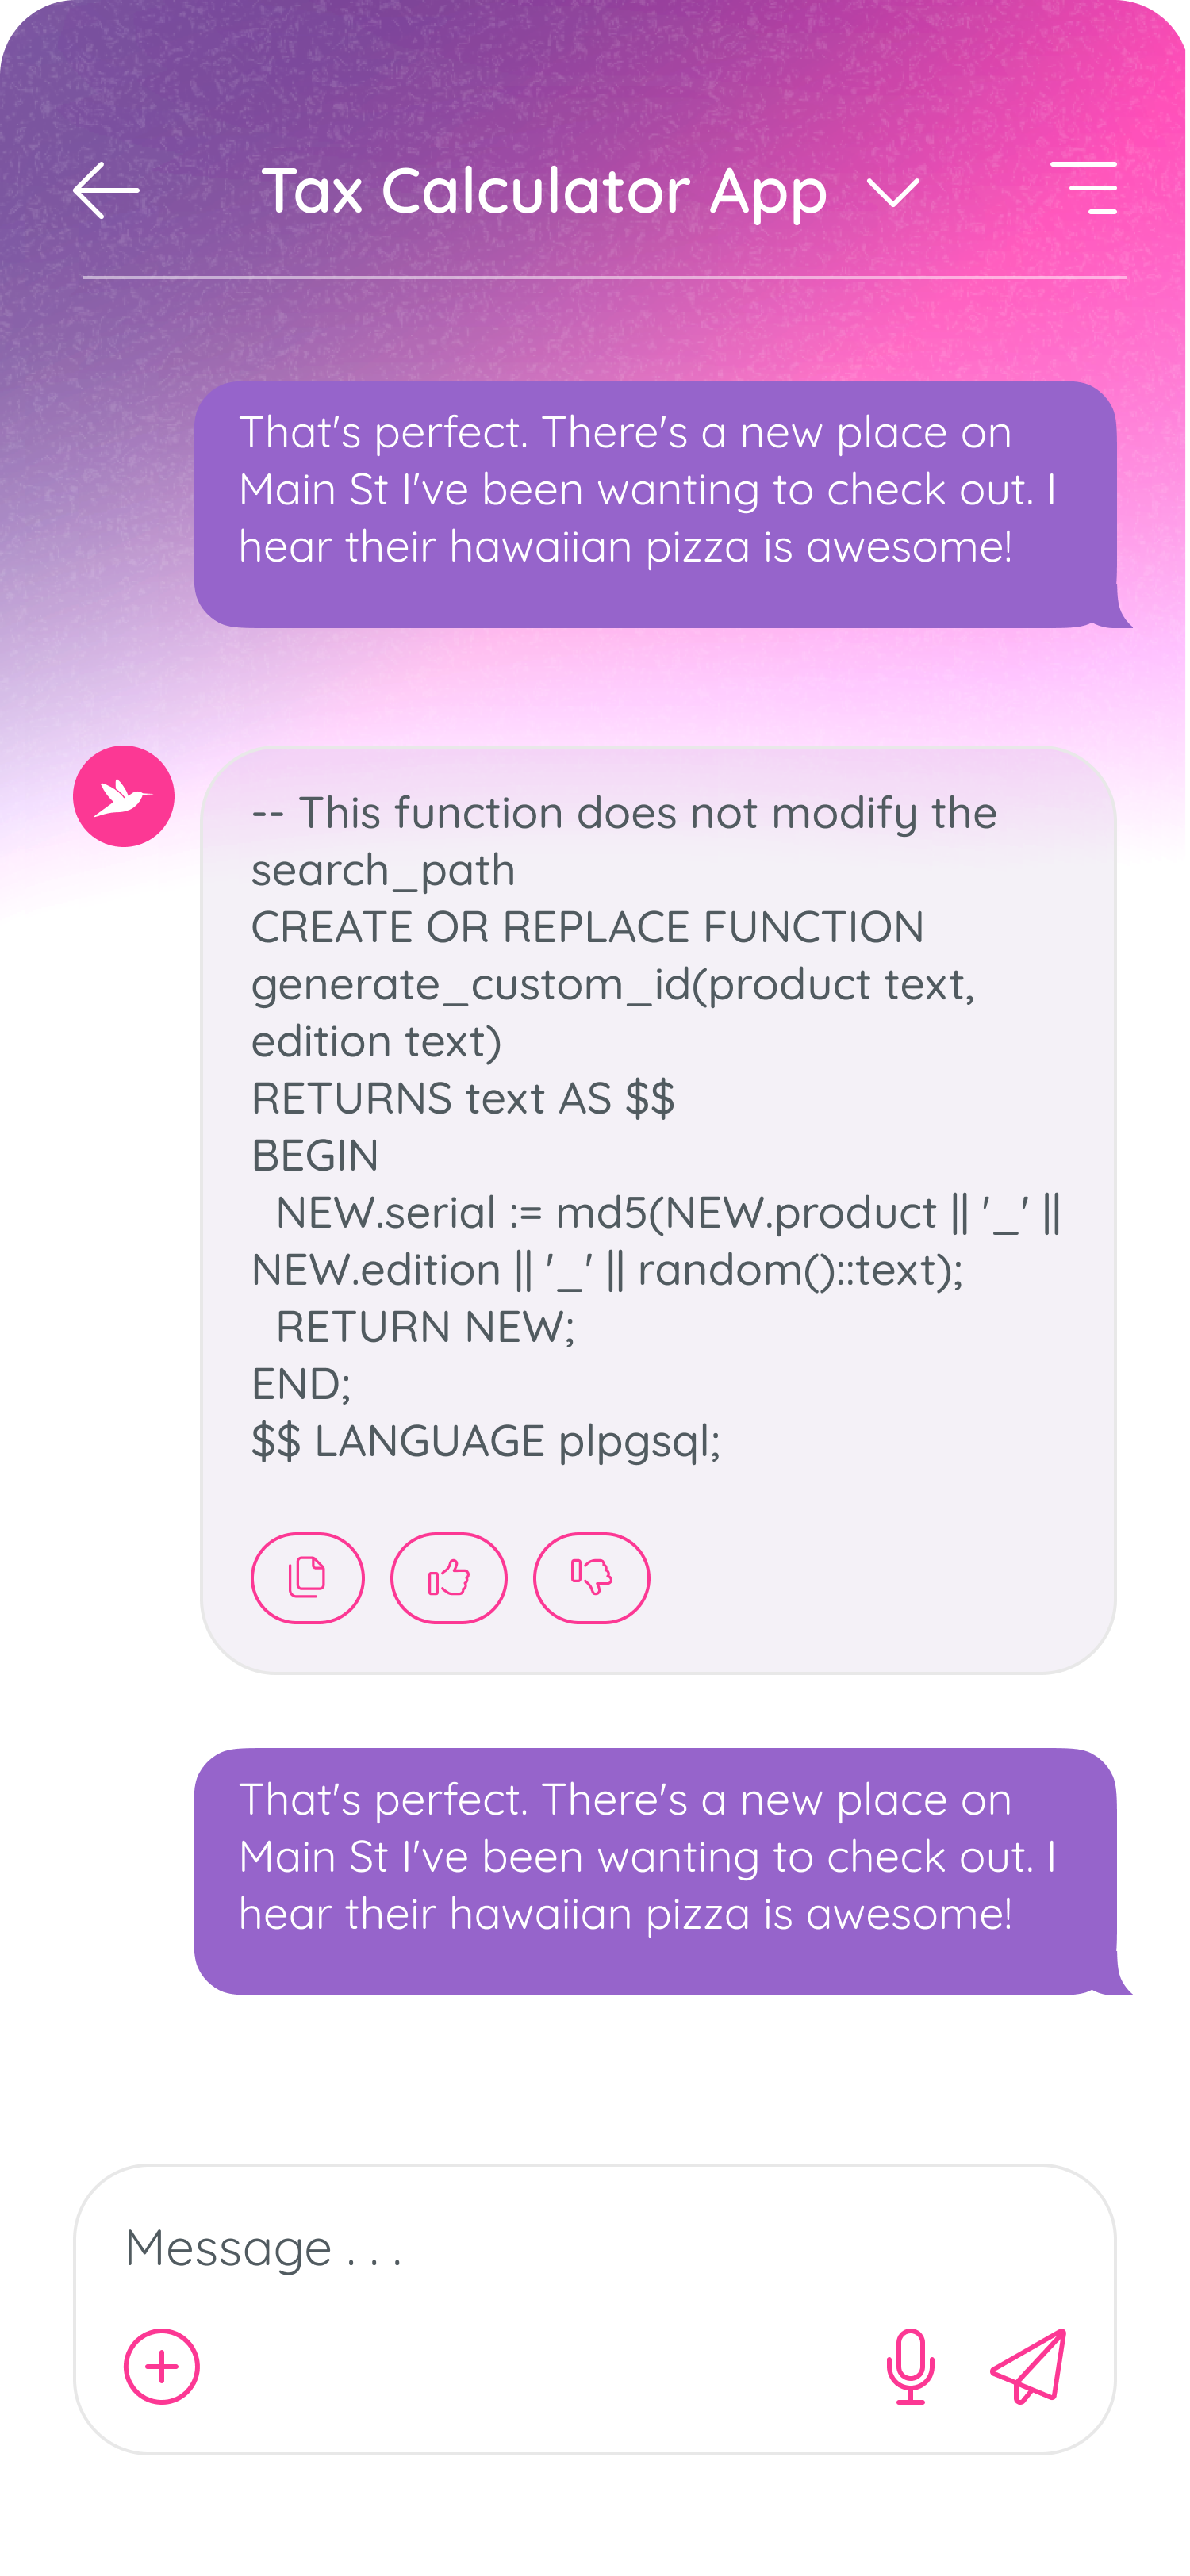 Tax Calculator App
That's perfect. There's a new place on
Main St I've been wanting to check out. I
hear their hawaiian pizza is awesome!
-- This function does not modify the
search_path
CREATE OR REPLACE FUNCTION
generate_custom_id(product text,
edition text)
RETURNS text AS $$
BEGIN
  NEW.serial := md5(NEW.product || '_' ||
NEW.edition || '_' || random()::text);
  RETURN NEW;
END;
$$ LANGUAGE plpgsql;
That's perfect. There's a new place on
Main St I've been wanting to check out. I
hear their hawaiian pizza is awesome!
Message . . .